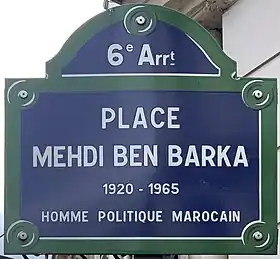 6e Arrt
PLACE
MEHDI BEN BARKA
1920 - 1965
HOMME POLITIQUE MAROCAIN